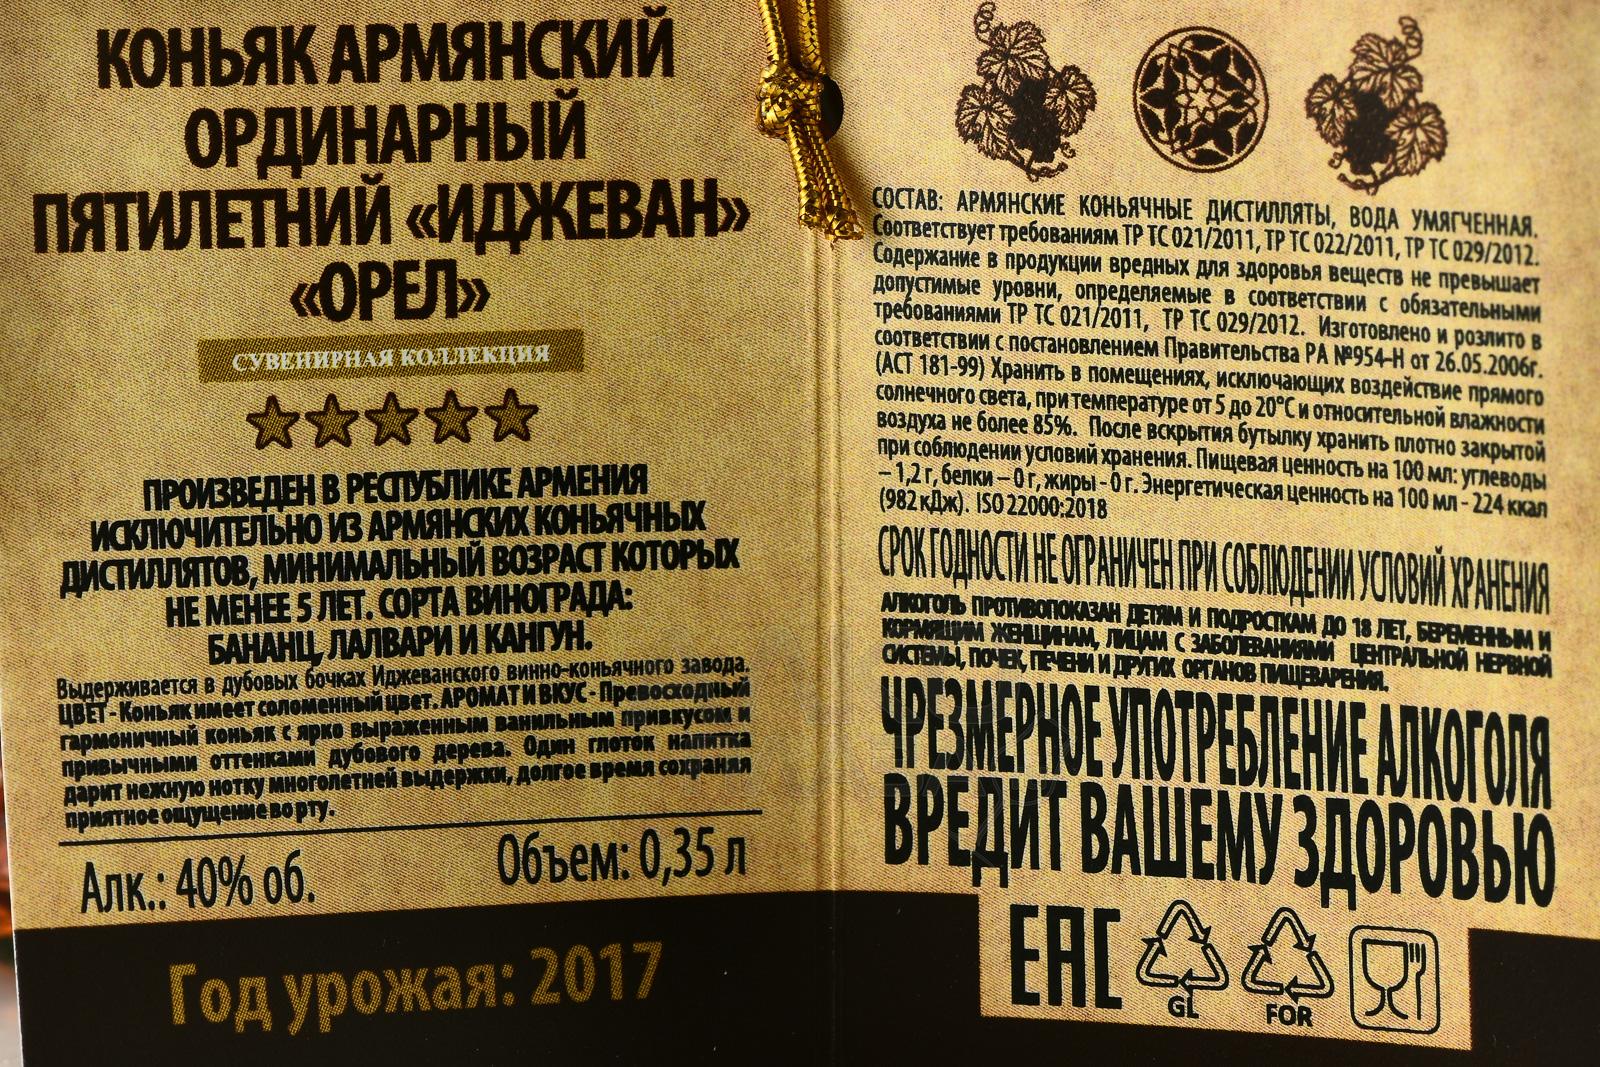 КОНЬЯК АРМЯНСКИЙ
ОРДИНАРНЫЙ
ПЯТИЛЕТНИЙ «ИДЖЕВАН»
«ОРЕЛ»
СУВЕНИРНАЯ КОЛЛЕКЦИЯ
ПРОИЗВЕДЕН В РЕСПУБЛИКЕ АРМЕНИЯ
ИСКЛЮЧИТЕЛЬНО ИЗ АРМЯНСКИХ КОНЬЯЧНЫХ
ДИСТИЛЛЯТОВ, МИНИМАЛЬНЫЙ ВОЗРАСТ КОТОРЫХ
НЕ МЕНЕЕ 5 ЛЕТ. СОРТА ВИНОГРАДА:
БАНАНЦ, ЛАЛВАРИ И КАНГУН.
Выдерживается в дубовых бочках Иджеванского винно-коньячного завода.
ЦВЕТ - Коньяк имеет соломенный цвет. АРОМАТ И ВКУС - Превосходный
гармоничный коньяк с ярко выраженным ванильным привкусом и
привычными оттенками дубового дерева. Один глоток напитка
дарит нежную нотку многолетней выдержки, долгое время сохраняя
приятное ощущение во рту.
Алк.: 40% об. Объем: 0,35 л
Год урожая: 2017
СОСТАВ: АРМЯНСКИЕ КОНЬЯЧНЫЕ ДИСТИЛЛЯТЫ, ВОДА УМЯГЧЕННАЯ.
Соответствует требованиям ТР ТС 021/2011, ТР ТС 022/2011, ТР ТС 029/2012.
Содержание в продукции вредных для здоровья веществ не превышает
допустимые уровни, определяемые в соответствии с обязательными
требованиями ТР ТС 021/2011, ТР ТС 029/2012. Изготовлено и розлито в
соответствии с постановлением Правительства РА №954-Н от 26.05.2006г.
(АСТ 181-99) Хранить в помещениях, исключающих воздействие прямого
солнечного света, при температуре от 5 до 20°С и относительной влажности
воздуха не более 85%. После вскрытия бутылку хранить плотно закрытой
при соблюдении условий хранения. Пищевая ценность на 100 мл: углеводы
– 1,2 г, белки – 0 г, жиры - 0 г. Энергетическая ценность на 100 мл - 224 ккал
(982 кДж). ISO 22000:2018
СРОК ГОДНОСТИ НЕ ОГРАНИЧЕН ПРИ СОБЛЮДЕНИИ УСЛОВИЙ ХРАНЕНИЯ
АЛКОГОЛЬ ПРОТИВОПОКАЗАН ДЕТЯМ И ПОДРОСТКАМ ДО 18 ЛЕТ, БЕРЕМЕННЫМ И
КОРМЯЩИМ ЖЕНЩИНАМ, ЛИЦАМ С ЗАБОЛЕВАНИЯМИ ЦЕНТРАЛЬНОЙ НЕРВНОЙ
СИСТЕМЫ, ПОЧЕК, ПЕЧЕНИ И ДРУГИХ ОРГАНОВ ПИЩЕВАРЕНИЯ.
ЧРЕЗМЕРНОЕ УПОТРЕБЛЕНИЕ АЛКОГОЛЯ
ВРЕДИТ ВАШЕМУ ЗДОРОВЬЮ
EAC
GL FOR